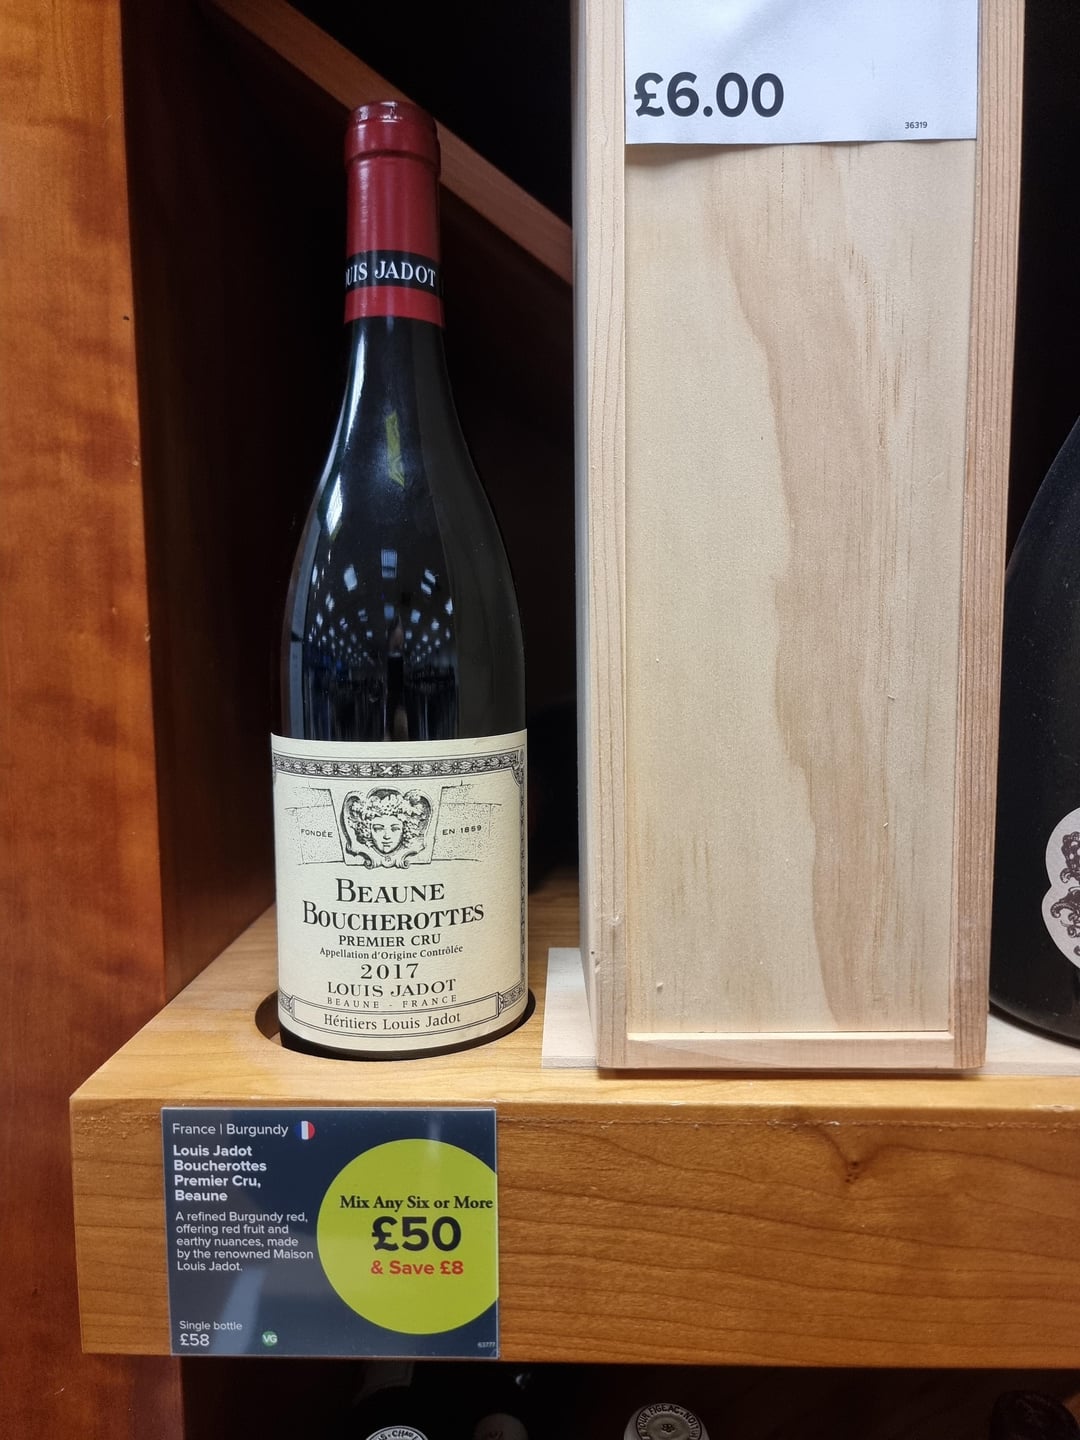 £6.00
36319
UIS JADOT
FONDÉE EN 1859
BEAUNE
BOUCHEROTTES
PREMIER CRU
Appellation d'Origine Contrôlée
2017
LOUIS JADOT
BEAUNE - FRANCE
Héritiers Louis Jadot
France | Burgundy
Louis Jadot
Boucherottes
Premier Cru,
Beaune
A refined Burgundy red,
offering red fruit and
earthy nuances, made
by the renowned Maison
Louis Jadot.
Single bottle
£58
VG
Mix Any Six or More
£50
& Save £8
63777